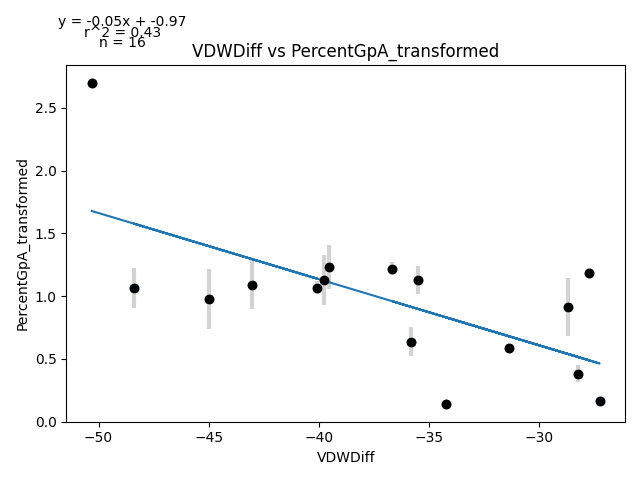 y = -0.05x + -0.97
r^2 = 0.43
n = 16
VDWDiff vs PercentGpA_transformed
PercentGpA_transformed
2.5
2.0
1.5
1.0
0.5
0.0
−50
−45
−40
−35
−30
VDWDiff